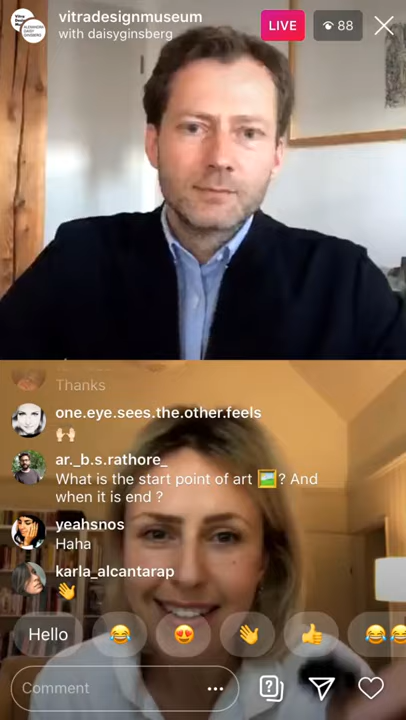 vitradesignmuseum
with daisyginsberg
LIVE
88
Thanks
one.eye.sees.the.other.feels
🙌🏻
ar._b.s.rathore_
What is the start point of art 🖼️? And
when it is end ?
yeahsnos
Haha
karla_alcantarap
👋
Hello 😂 😍 👋 👍 😂😂
Comment